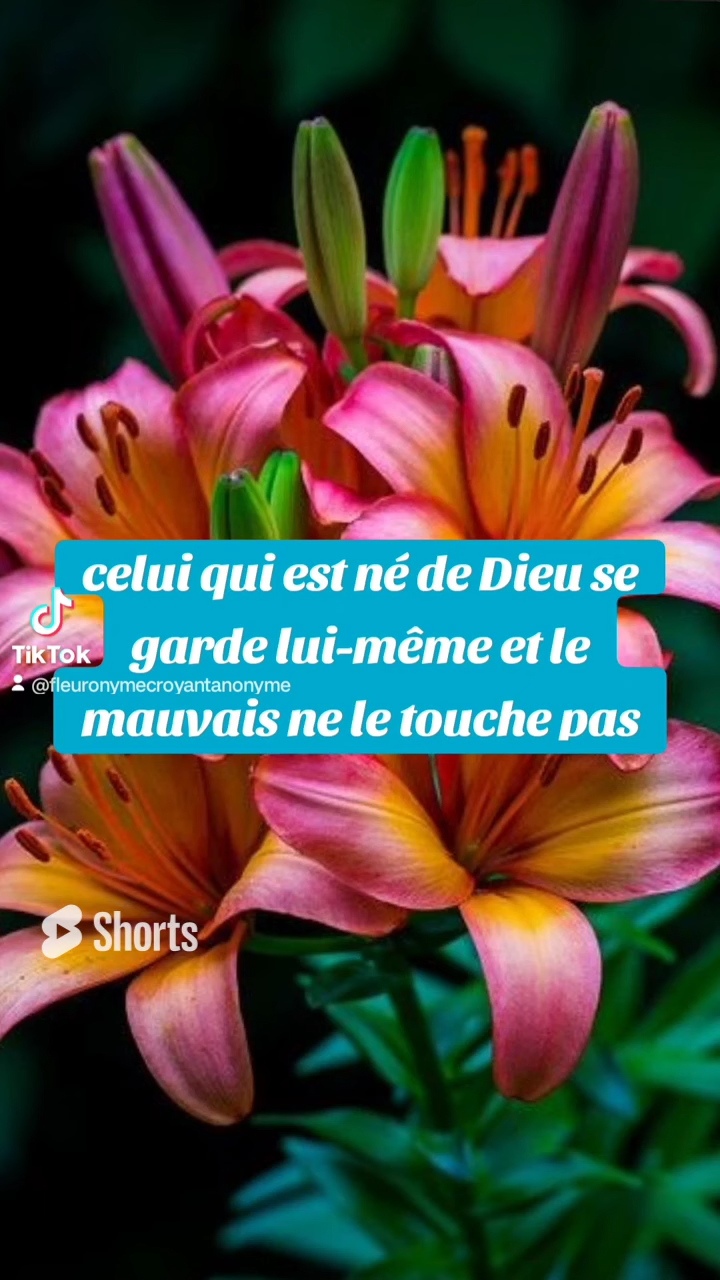 celui qui est né de Dieu se
garde lui-même et le
mauvais ne le touche pas
TikTok
@fleuronymecroyantanonyme
Shorts